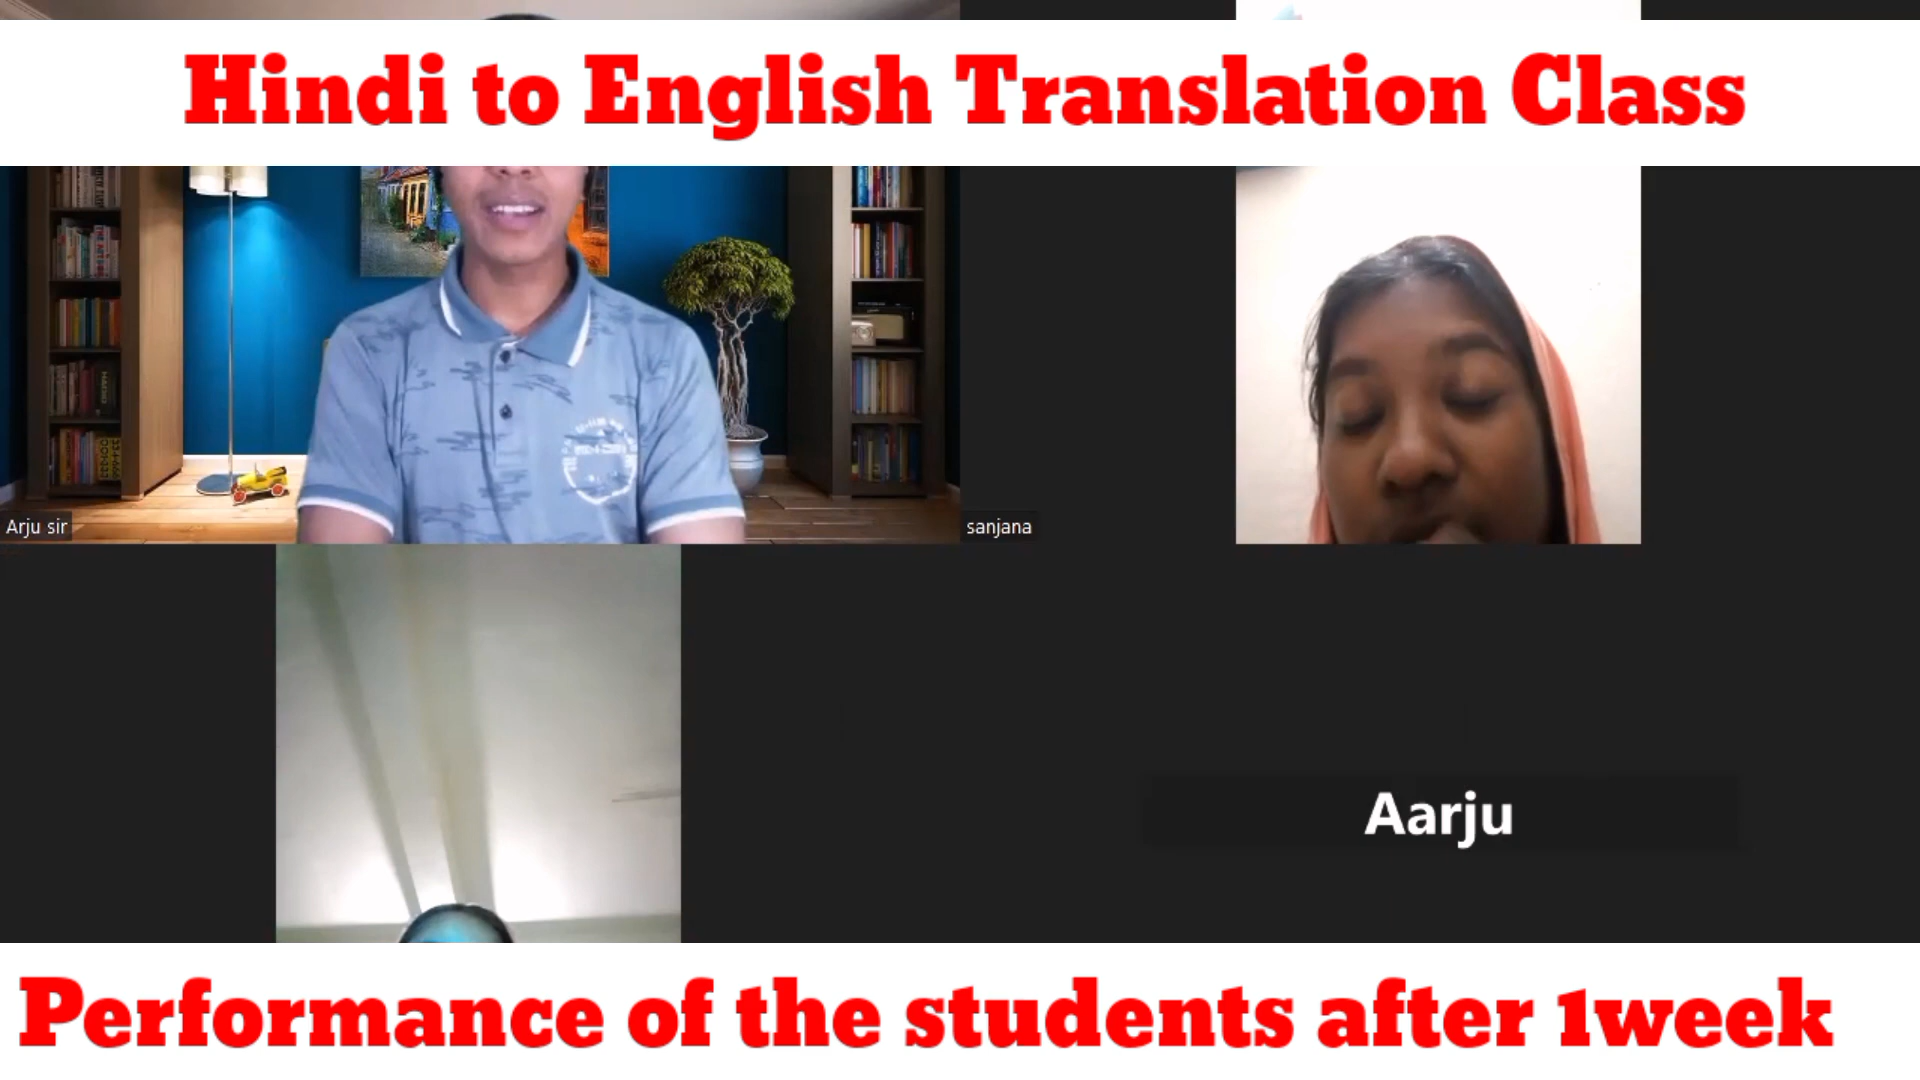 Hindi to English Translation Class
Arju sir
sanjana
Aarju
Performance of the students after 1week